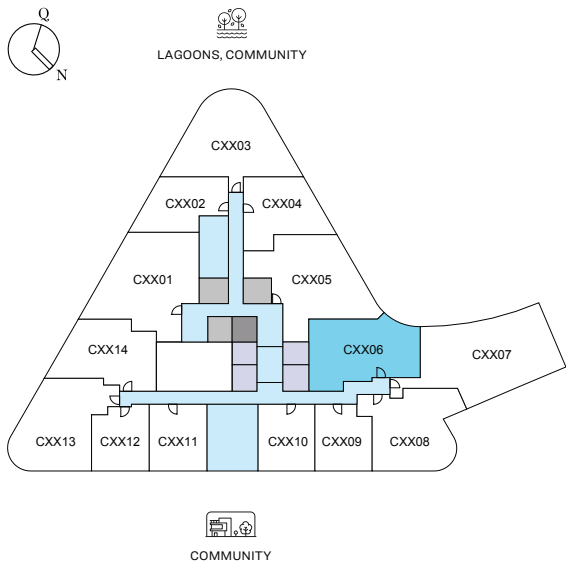 Q
N
LAGOONS, COMMUNITY
CXX03
CXX02
CXX04
CXX01
CXX05
CXX14
CXX06
CXX07
CXX13
CXX12
CXX11
CXX10
CXX09
CXX08
COMMUNITY